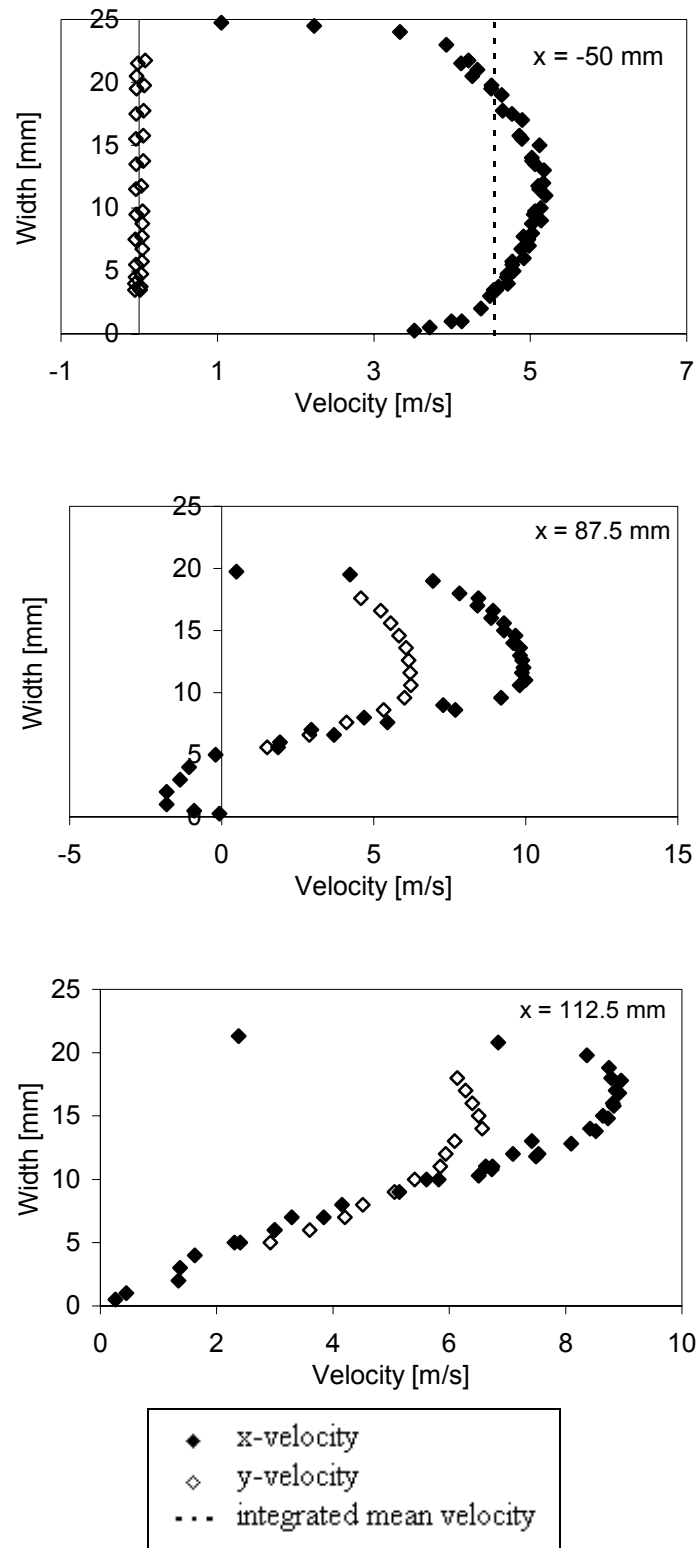 25
20
15
10
5
0
Width [mm]
x = -50 mm
-1
1
3
5
7
Velocity [m/s]
25
20
15
10
5
0
Width [mm]
x = 87.5 mm
-5
0
5
10
15
Velocity [m/s]
25
20
15
10
5
0
Width [mm]
x = 112.5 mm
0
2
4
6
8
10
Velocity [m/s]
x-velocity
y-velocity
integrated mean velocity